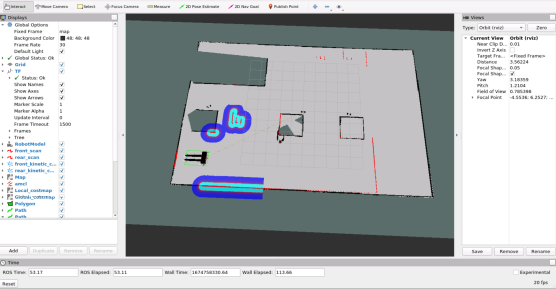 Interact Move Camera Select Focus Camera Measure 2D Pose Estimate 2D Nav Goal Publish Point
Displays
Global Options
Fixed Frame map
Background Color 48; 48; 48
Frame Rate 30
Default Light
Global Status: Ok
Grid
TF
Status: Ok
Show Names
Show Axes
Show Arrows
Marker Scale 1
Marker Alpha 1
Update Interval 0
Frame Timeout 1500
Frames
Tree
RobotModel
front_scan
rear_scan
front_kinetic_c...
rear_kinetic_c...
Map
amcl
Local_costmap
Global_costmap
Polygon
Path
Path
Add Duplicate Remove Rename
Views
Type: Orbit (rviz) Zero
Current View Orbit (rviz)
Near Clip D... 0.01
Invert Z Axis
Target Fra... <Fixed Frame>
Distance 3.56224
Focal Shap... 0.05
Focal Shap...
Yaw 3.18359
Pitch 1.2104
Field of View 0.785398
Focal Point -4.5536, 6.2527...
Save Remove Rename
Time
ROS Time: 53.17 ROS Elapsed: 53.11 Wall Time: 1674758330.64 Wall Elapsed: 113.66 Experimental
Reset 20 fps